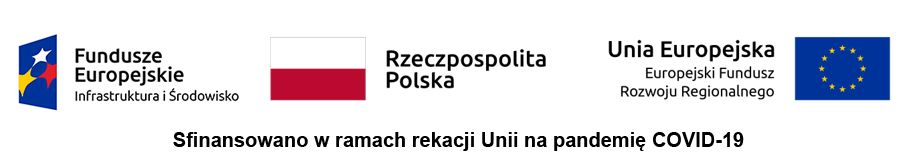 Fundusze
Europejskie
Infrastruktura i Środowisko
Rzeczpospolita
Polska
Unia Europejska
Europejski Fundusz
Rozwoju Regionalnego
Sfinansowano w ramach rekacji Unii na pandemię COVID-19